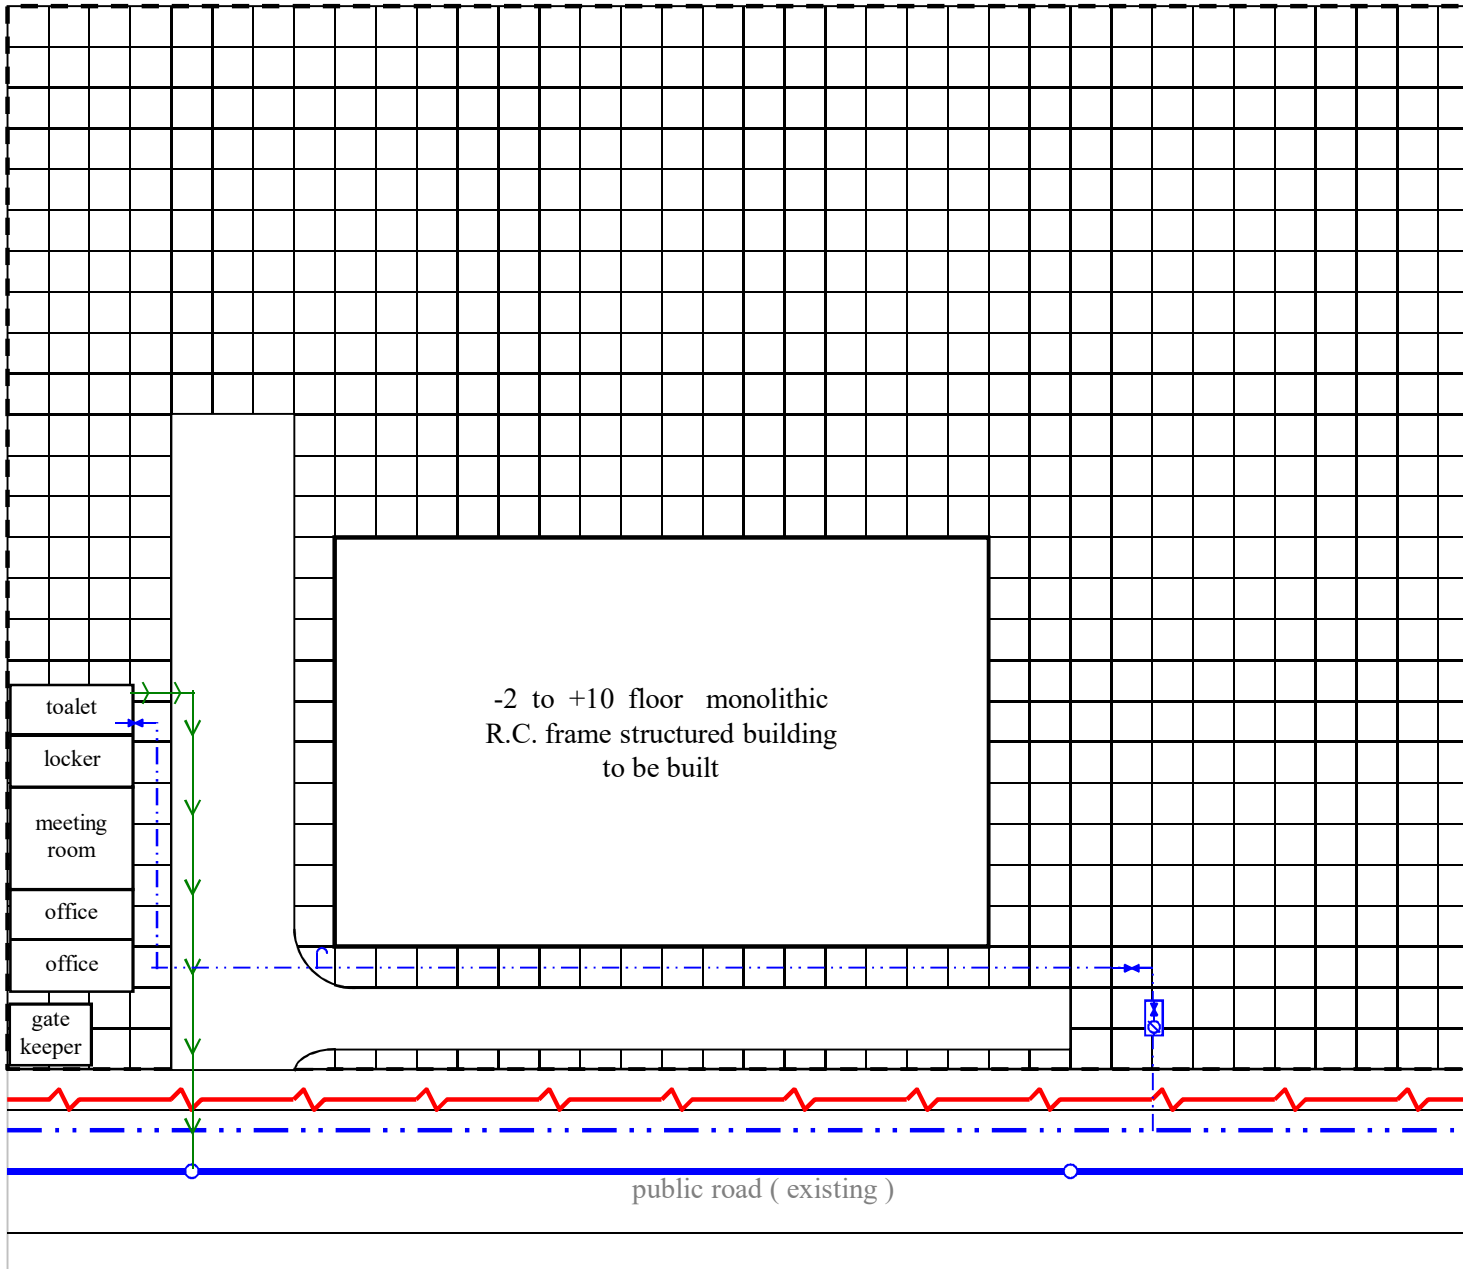 -2 to +10 floor monolithic
R.C. frame structured building
to be built
toalet
locker
meeting
room
office
office
gate
keeper
public road ( existing )